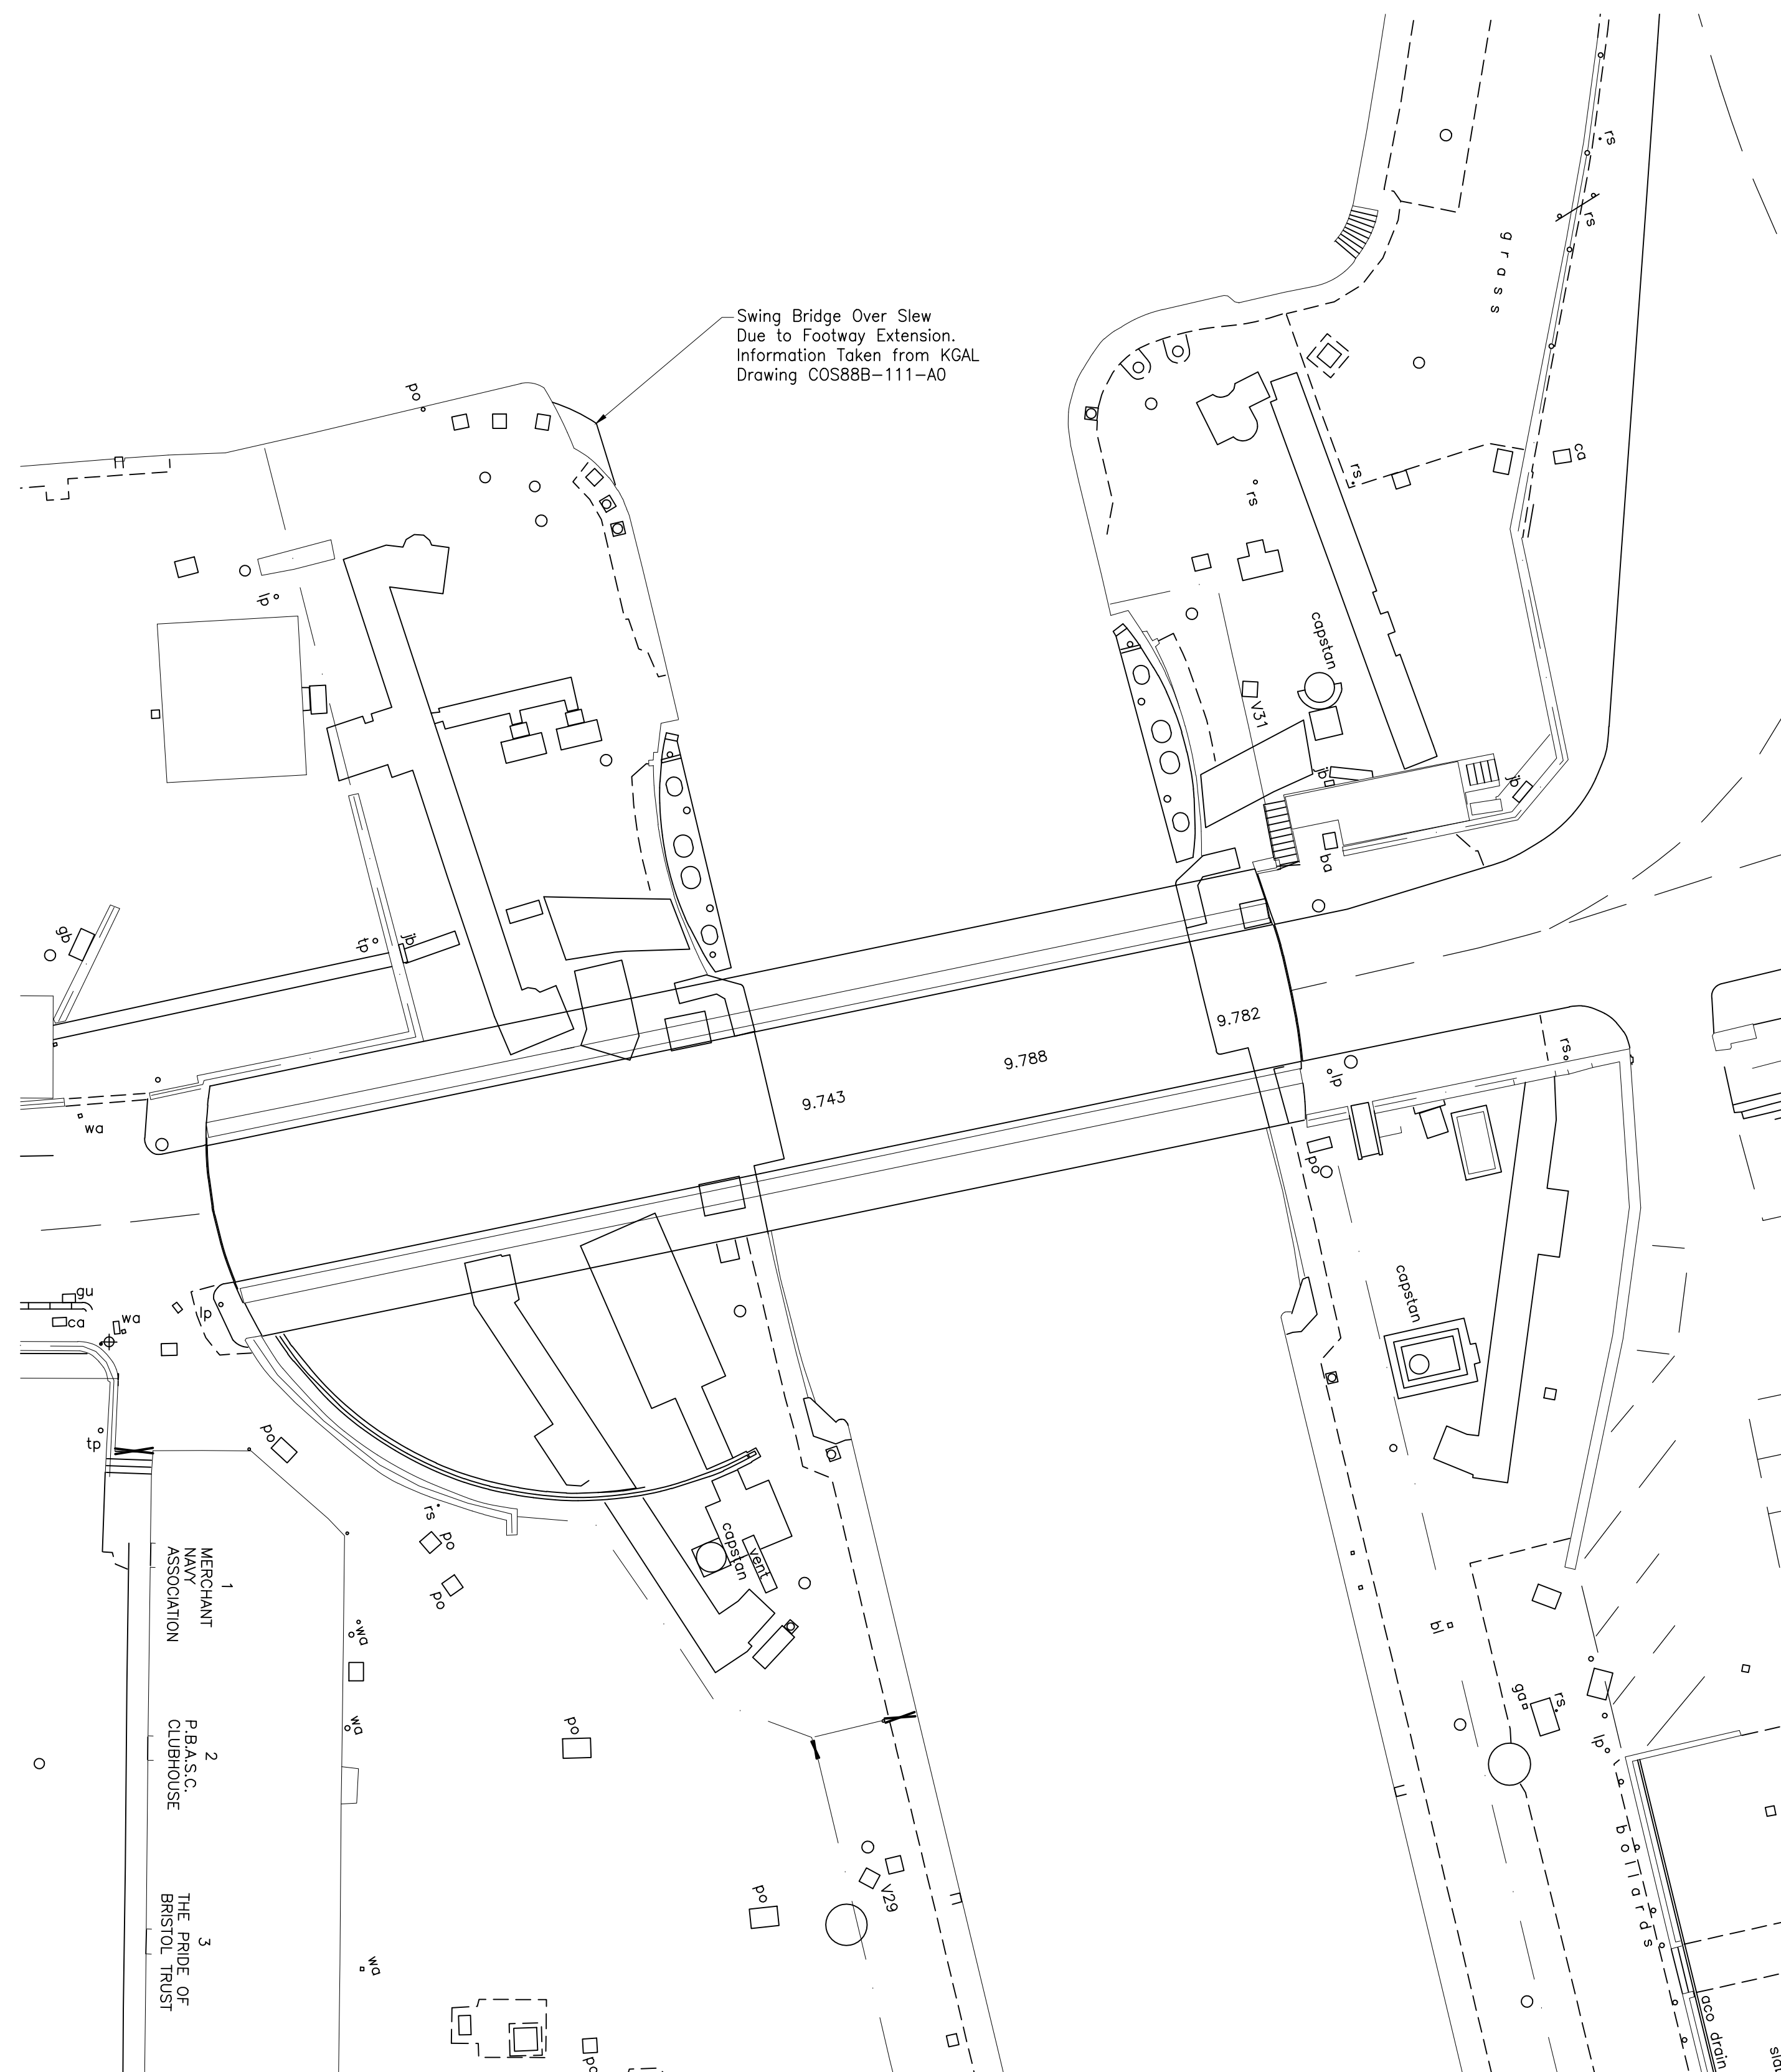 Swing Bridge Over Slew
Due to Footway Extension.
Information Taken from KGAL
Drawing COS88B-111-A0
rs
rs
grass
po
ca
rs
rs
lp
capstan
V31
jb
jb
ba
gb
tp
jb
9.782
9.788
9.743
rs
lp
wa
po
capstan
gu
ca
wa
lp
tp
po
rs
po
po
capstan
vent
1
MERCHANT
NAVY
ASSOCIATION
wa
bl
ga
rs
lp
2
P.B.A.S.C.
CLUBHOUSE
wa
po
bollards
V29
po
3
THE PRIDE OF
BRISTOL TRUST
wa
po
aco drain